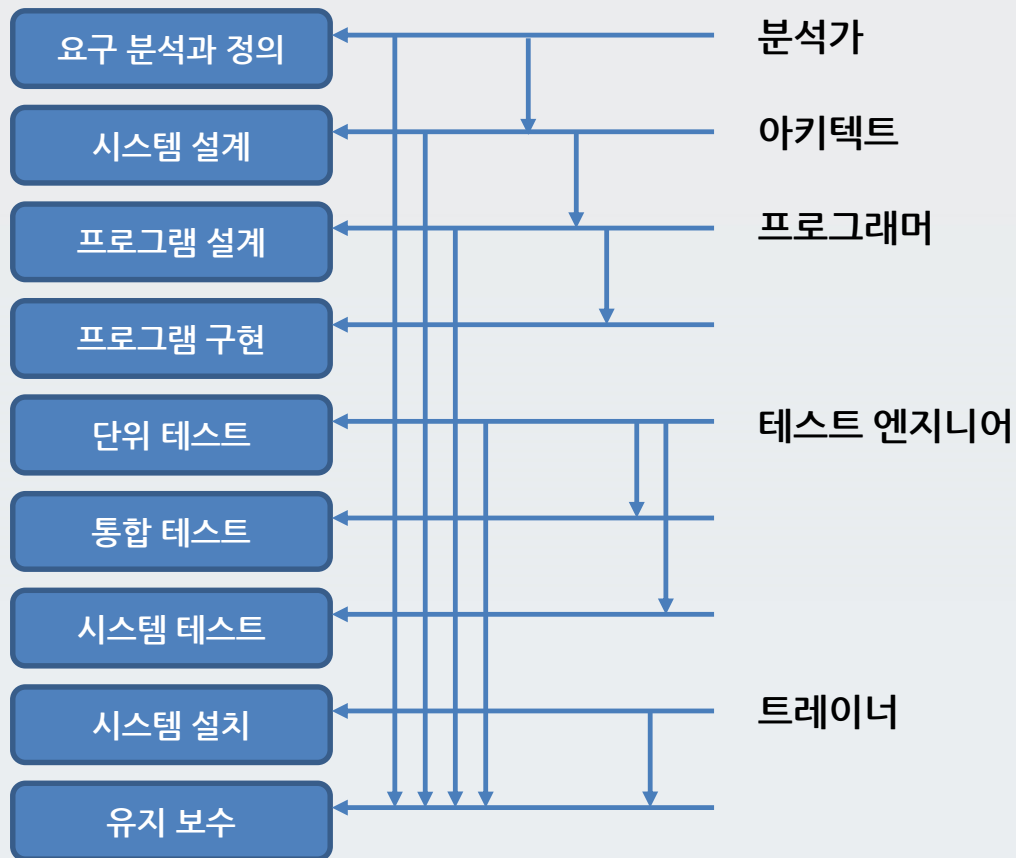 요구 분석과 정의
분석가
시스템 설계
아키텍트
프로그램 설계
프로그래머
프로그램 구현
단위 테스트
테스트 엔지니어
통합 테스트
시스템 테스트
시스템 설치
트레이너
유지 보수